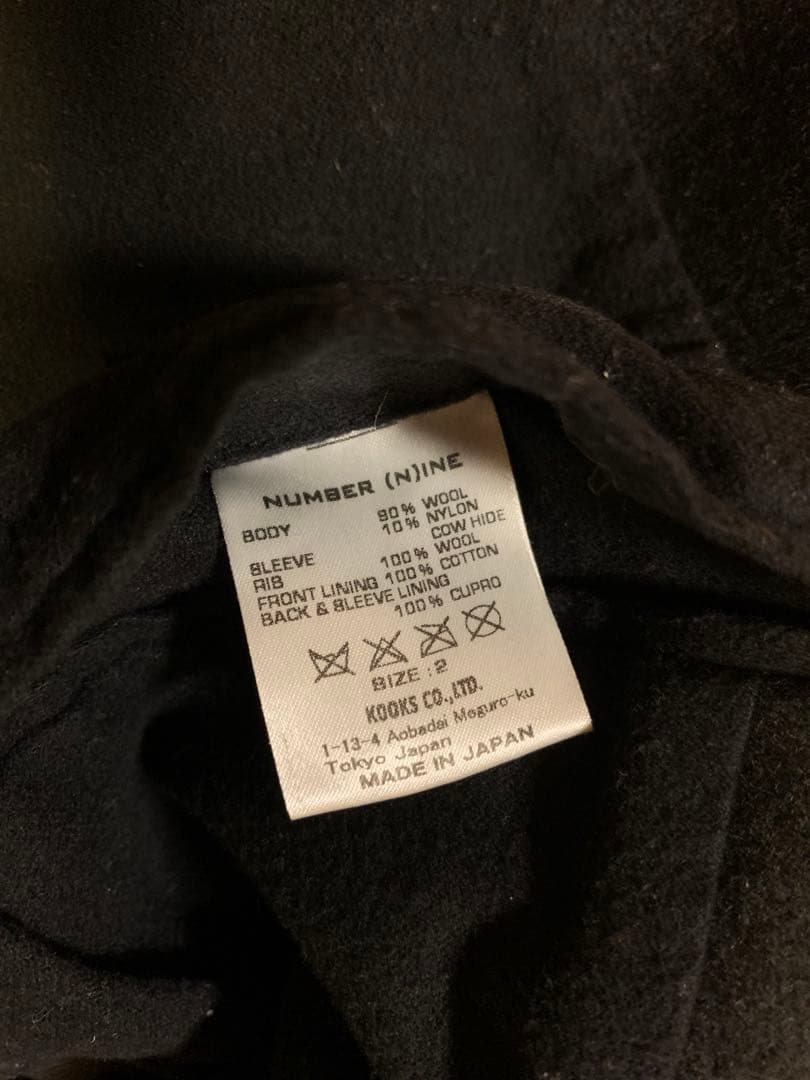 NUMBER (N)INE
BODY 90% WOOL
10% NYLON
SLEEVE COW HIDE
RIB 100% WOOL
FRONT LINING 100% COTTON
BACK & SLEEVE LINING
100% CUPRO
SIZE : 2
KOOKS CO.,LTD.
1-13-4 Aobadai Meguro-ku
Tokyo Japan
MADE IN JAPAN